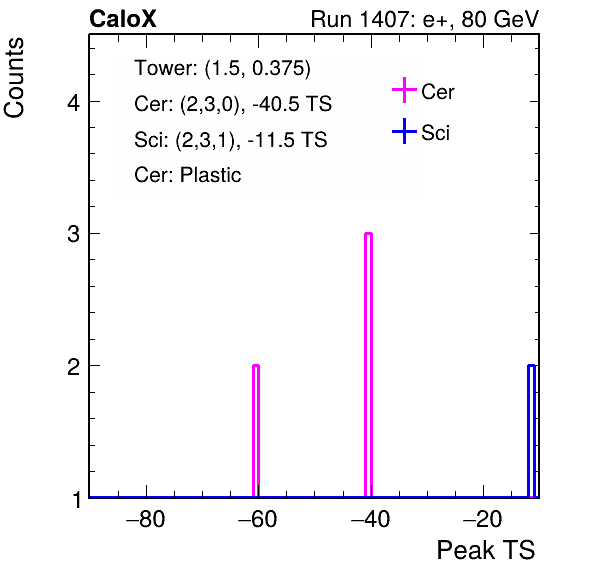 CaloX Run 1407: e+, 80 GeV
Counts
Tower: (1.5, 0.375)
Cer: (2,3,0), -40.5 TS
Sci: (2,3,1), -11.5 TS
Cer: Plastic
Cer
Sci
4
3
2
1
−80 −60 −40 −20
Peak TS